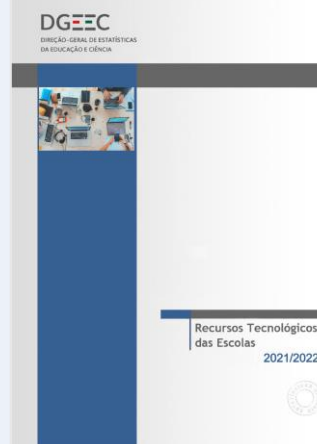 DGEEC
DIREÇÃO-GERAL DE ESTATÍSTICAS
DA EDUCAÇÃO E CIÊNCIA
Recursos Tecnológicos
das Escolas
2021/2022